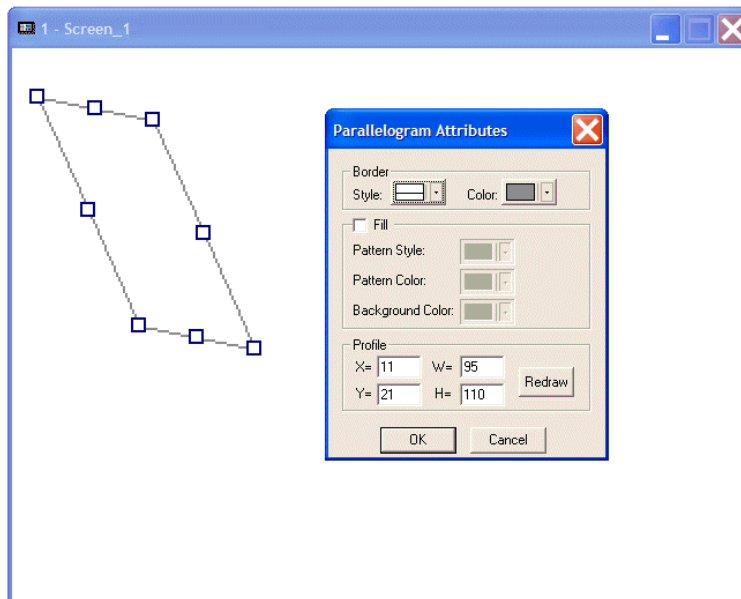 1 - Screen_1
Parallelogram Attributes
Border
Style: Color:
Fill
Pattern Style:
Pattern Color:
Background Color:
Profile
X= 11 W= 95
Y= 21 H= 110
Redraw
OK Cancel